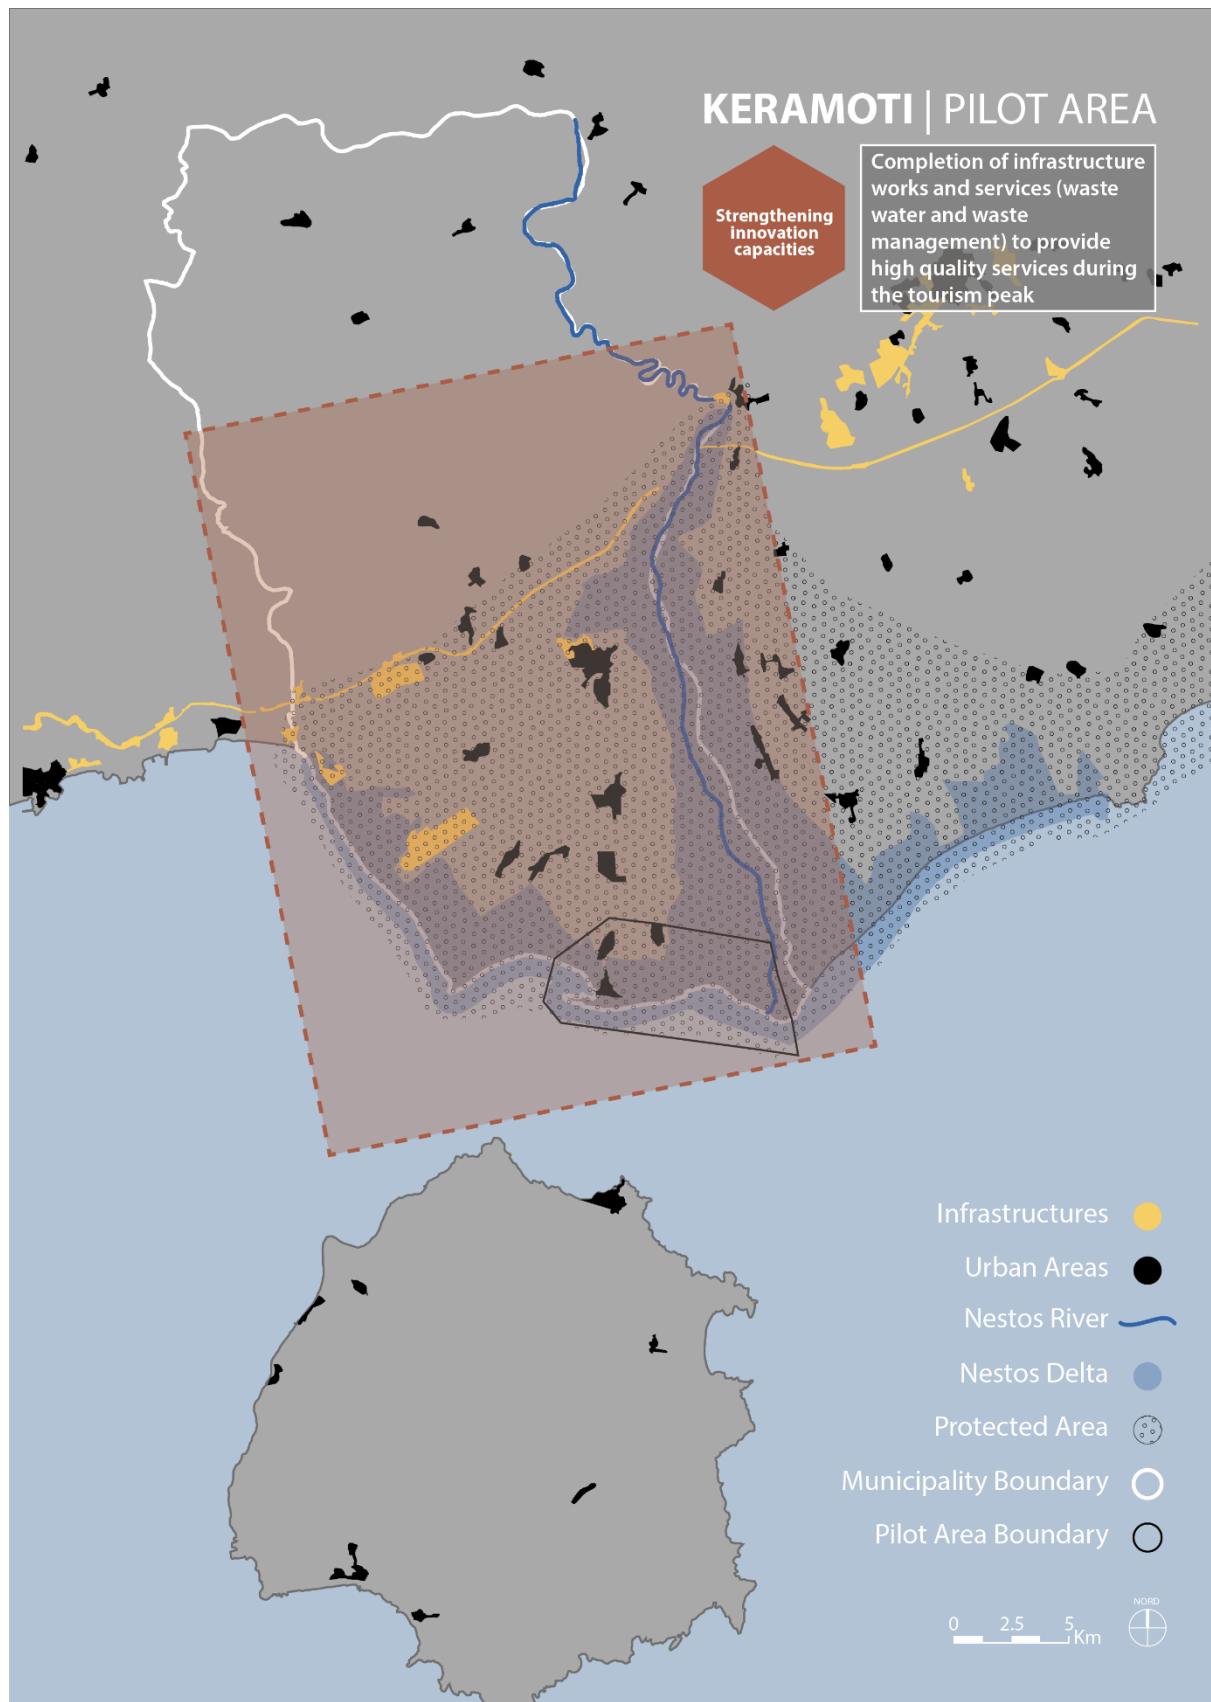 KERAMOTI | PILOT AREA
Strengthening
innovation
capacities
Completion of infrastructure
works and services (waste
water and waste
management) to provide
high quality services during
the tourism peak
Infrastructures
Urban Areas
Nestos River
Nestos Delta
Protected Area
Municipality Boundary
Pilot Area Boundary
0 2.5 5 Km
NORD